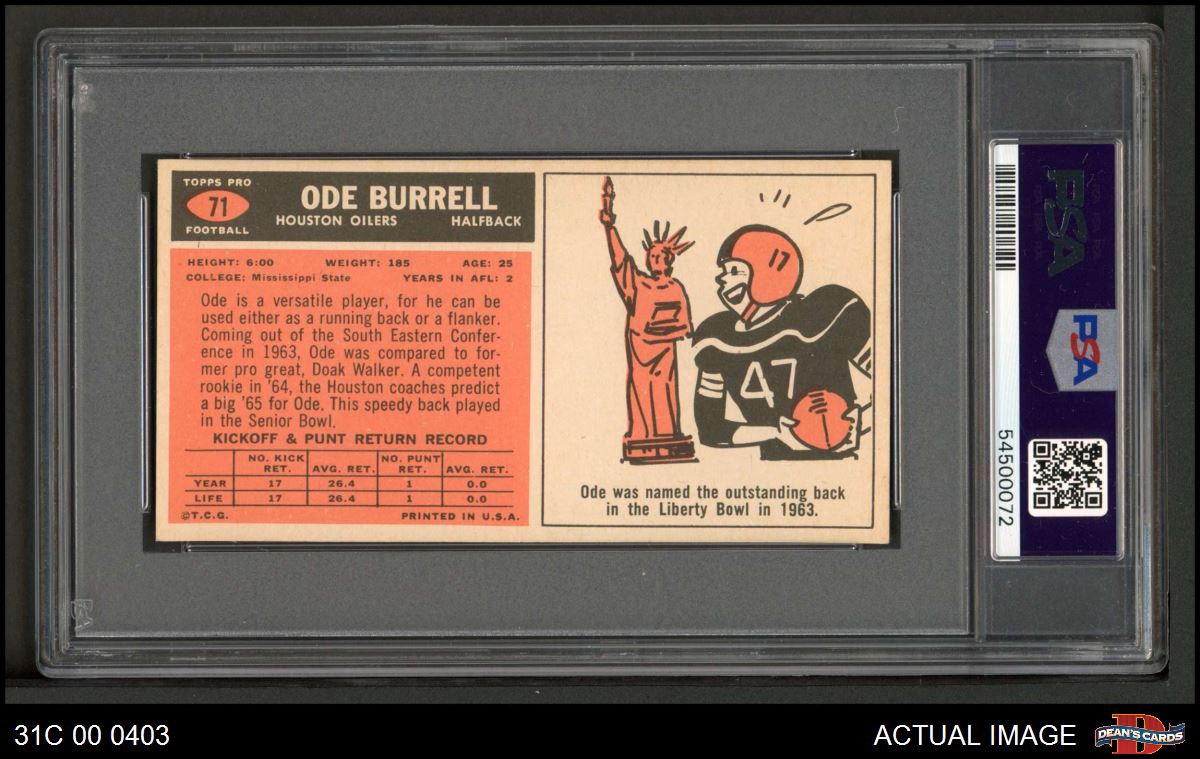 TOPPS PRO
71
FOOTBALL
ODE BURRELL
HOUSTON OILERS HALFBACK
HEIGHT: 6:00 WEIGHT: 185 AGE: 25
COLLEGE: Mississippi State YEARS IN AFL: 2
Ode is a versatile player, for he can be
used either as a running back or a flanker.
Coming out of the South Eastern Confer-
ence in 1963, Ode was compared to for-
mer pro great, Doak Walker. A competent
rookie in '64, the Houston coaches predict
a big '65 for Ode. This speedy back played
in the Senior Bowl.
KICKOFF & PUNT RETURN RECORD
NO. KICK RET. AVG. RET. NO. PUNT RET. AVG. RET.
YEAR 17 26.4 1 0.0
LIFE 17 26.4 1 0.0
©T.C.G. PRINTED IN U.S.A.
17
47
Ode was named the outstanding back
in the Liberty Bowl in 1963.
PSA
PSA
54500072
PSA
31C 00 0403
ACTUAL IMAGE
D
DEAN'S CARDS